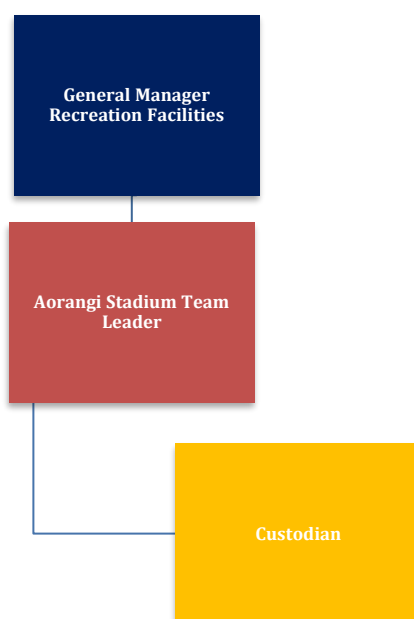 General Manager
Recreation Facilities
Aorangi Stadium Team
Leader
Custodian